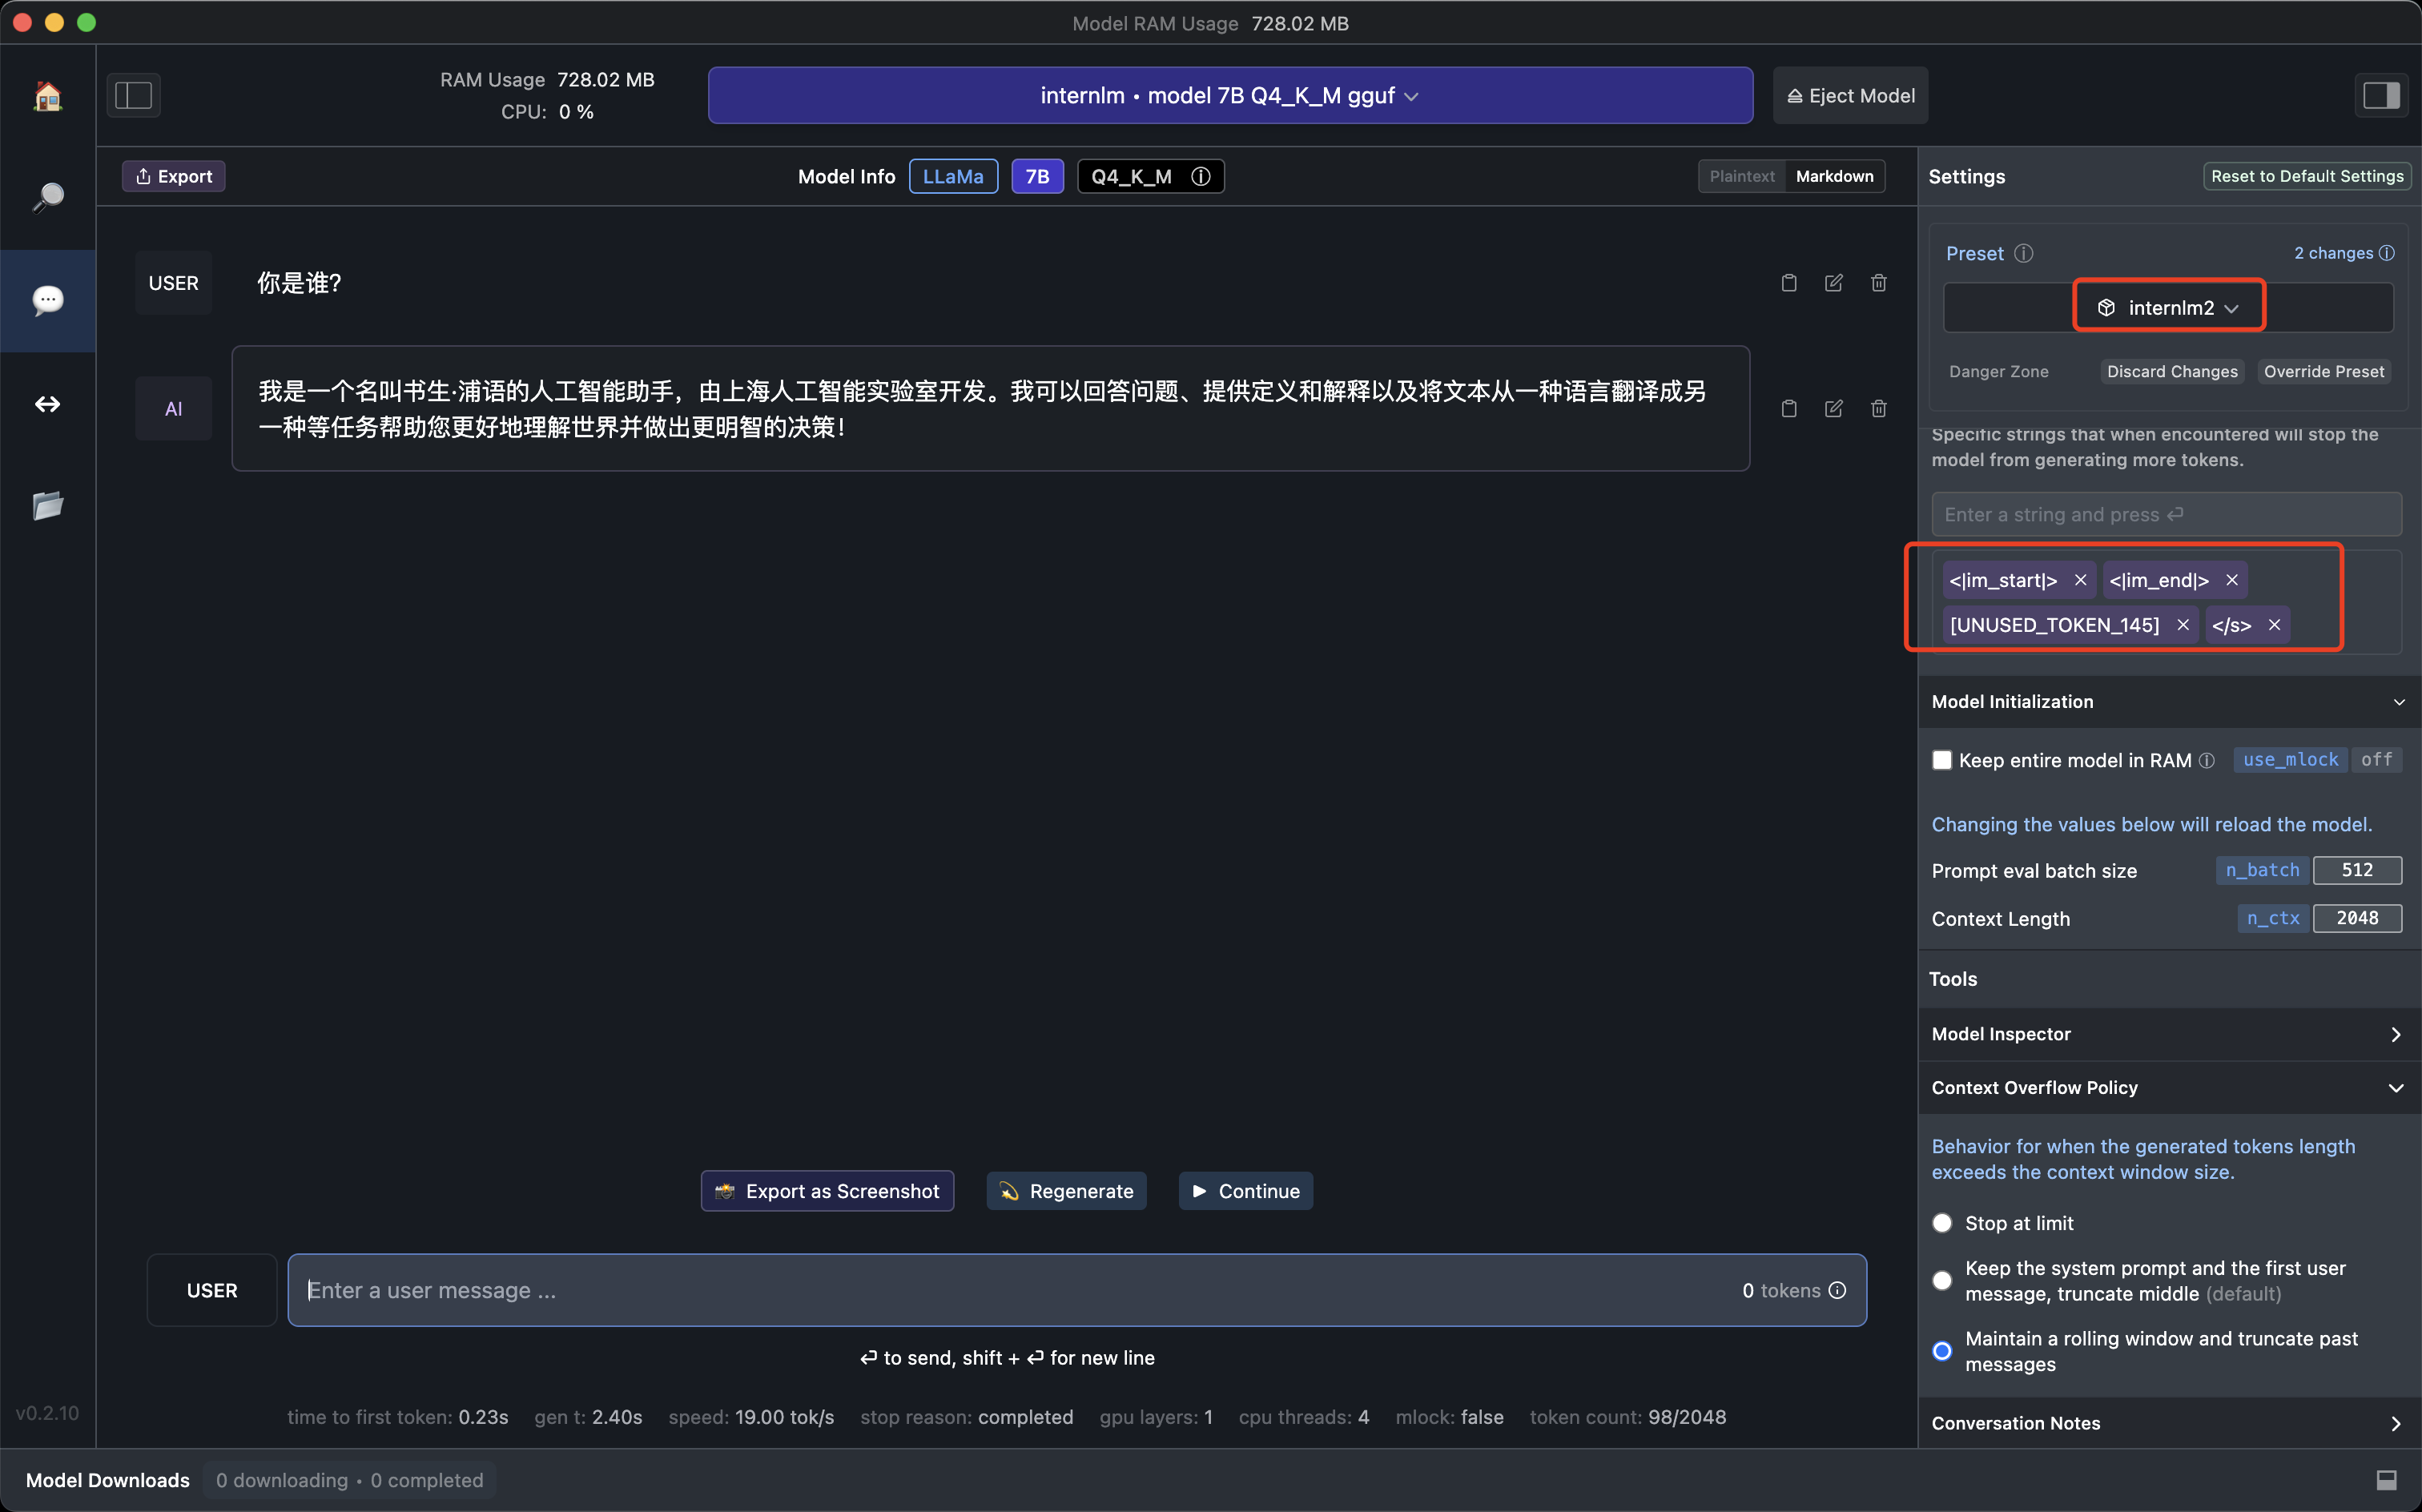 Model RAM Usage 728.02 MB
RAM Usage 728.02 MB
CPU: 0 %
internlm • model 7B Q4_K_M gguf
Eject Model
Export
Model Info LLaMa 7B Q4_K_M
Plaintext Markdown
USER
你是谁?
AI
我是一个名叫书生·浦语的人工智能助手，由上海人工智能实验室开发。我可以回答问题、提供定义和解释以及将文本从一种语言翻译成另
一种等任务帮助您更好地理解世界并做出更明智的决策！
Export as Screenshot
Regenerate
Continue
USER
Enter a user message ...
0 tokens
↵ to send, shift + ↵ for new line
time to first token: 0.23s gen t: 2.40s speed: 19.00 tok/s stop reason: completed gpu layers: 1 cpu threads: 4 mlock: false token count: 98/2048
v0.2.10
Settings
Reset to Default Settings
Preset
2 changes
internlm2
Danger Zone Discard Changes Override Preset
Specific strings that when encountered will stop the
model from generating more tokens.
Enter a string and press ↵
<|im_start|> × <|im_end|> ×
[UNUSED_TOKEN_145] × </s> ×
Model Initialization
Keep entire model in RAM use_mlock off
Changing the values below will reload the model.
Prompt eval batch size n_batch 512
Context Length n_ctx 2048
Tools
Model Inspector
Context Overflow Policy
Behavior for when the generated tokens length
exceeds the context window size.
Stop at limit
Keep the system prompt and the first user
message, truncate middle (default)
Maintain a rolling window and truncate past
messages
Conversation Notes
Model Downloads 0 downloading • 0 completed